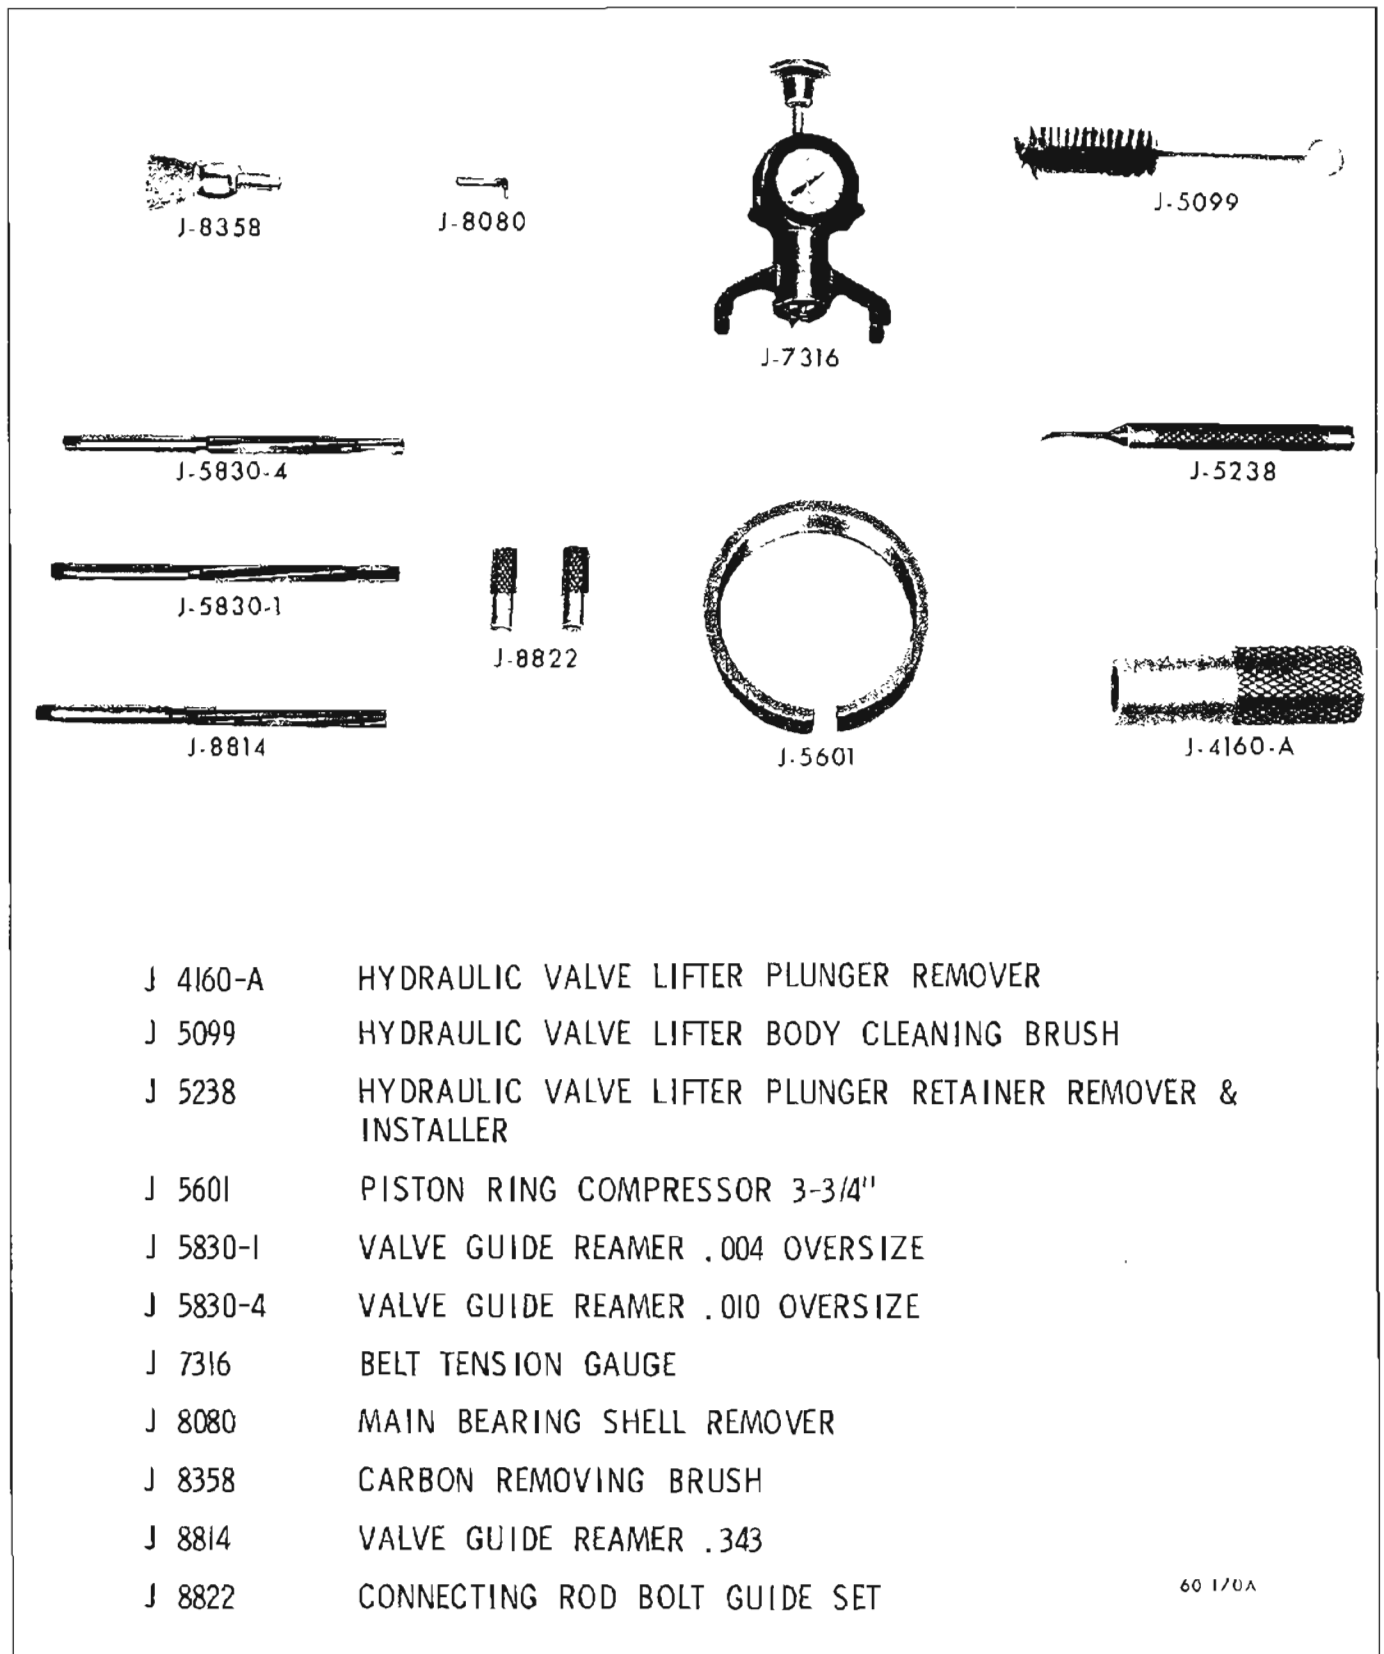 J-8358
J-8080
J-7316
J-5099
J-5830-4
J-5238
J-5830-1
J-8822
J-8814
J-5601
J-4160-A
J 4160-A HYDRAULIC VALVE LIFTER PLUNGER REMOVER
J 5099 HYDRAULIC VALVE LIFTER BODY CLEANING BRUSH
J 5238 HYDRAULIC VALVE LIFTER PLUNGER RETAINER REMOVER &
INSTALLER
J 5601 PISTON RING COMPRESSOR 3-3/4"
J 5830-1 VALVE GUIDE REAMER .004 OVERSIZE
J 5830-4 VALVE GUIDE REAMER .010 OVERSIZE
J 7316 BELT TENSION GAUGE
J 8080 MAIN BEARING SHELL REMOVER
J 8358 CARBON REMOVING BRUSH
J 8814 VALVE GUIDE REAMER .343
J 8822 CONNECTING ROD BOLT GUIDE SET
60